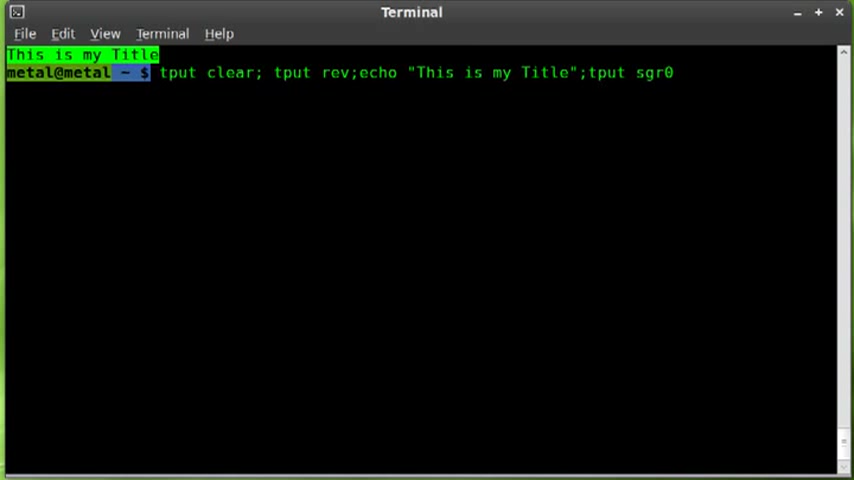 Terminal
File Edit View Terminal Help
This is my Title
metal@metal ~ $ tput clear; tput rev;echo "This is my Title";tput sgr0